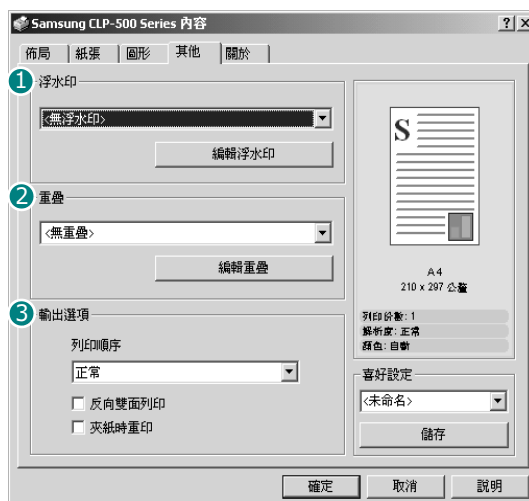 Samsung CLP-500 Series 內容
佈局 紙張 圖形 其他 關於
1 浮水印
<無浮水印>
編輯浮水印
2 重疊
<無重疊>
編輯重疊
3 輸出選項
列印順序
正常
反向雙面列印
夾紙時重印
S
A4
210 x 297 公釐
列印份數: 1
解析度: 正常
顏色: 自動
喜好設定
<未命名>
儲存
確定 取消 說明